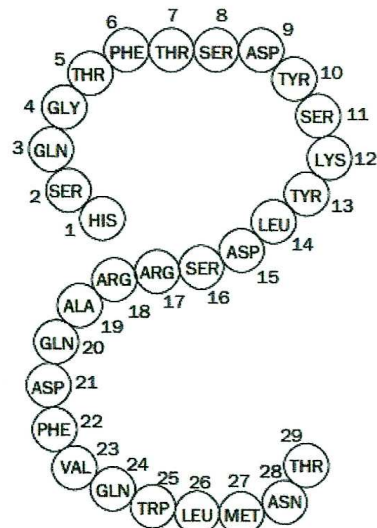 1 HIS
2 SER
3 GLN
4 GLY
5 THR
6 PHE
7 THR
8 SER
9 ASP
10 TYR
11 SER
12 LYS
13 TYR
14 LEU
15 ASP
16 SER
17 ARG
18 ARG
19 ALA
20 GLN
21 ASP
22 PHE
23 VAL
24 GLN
25 TRP
26 LEU
27 MET
28 ASN
29 THR